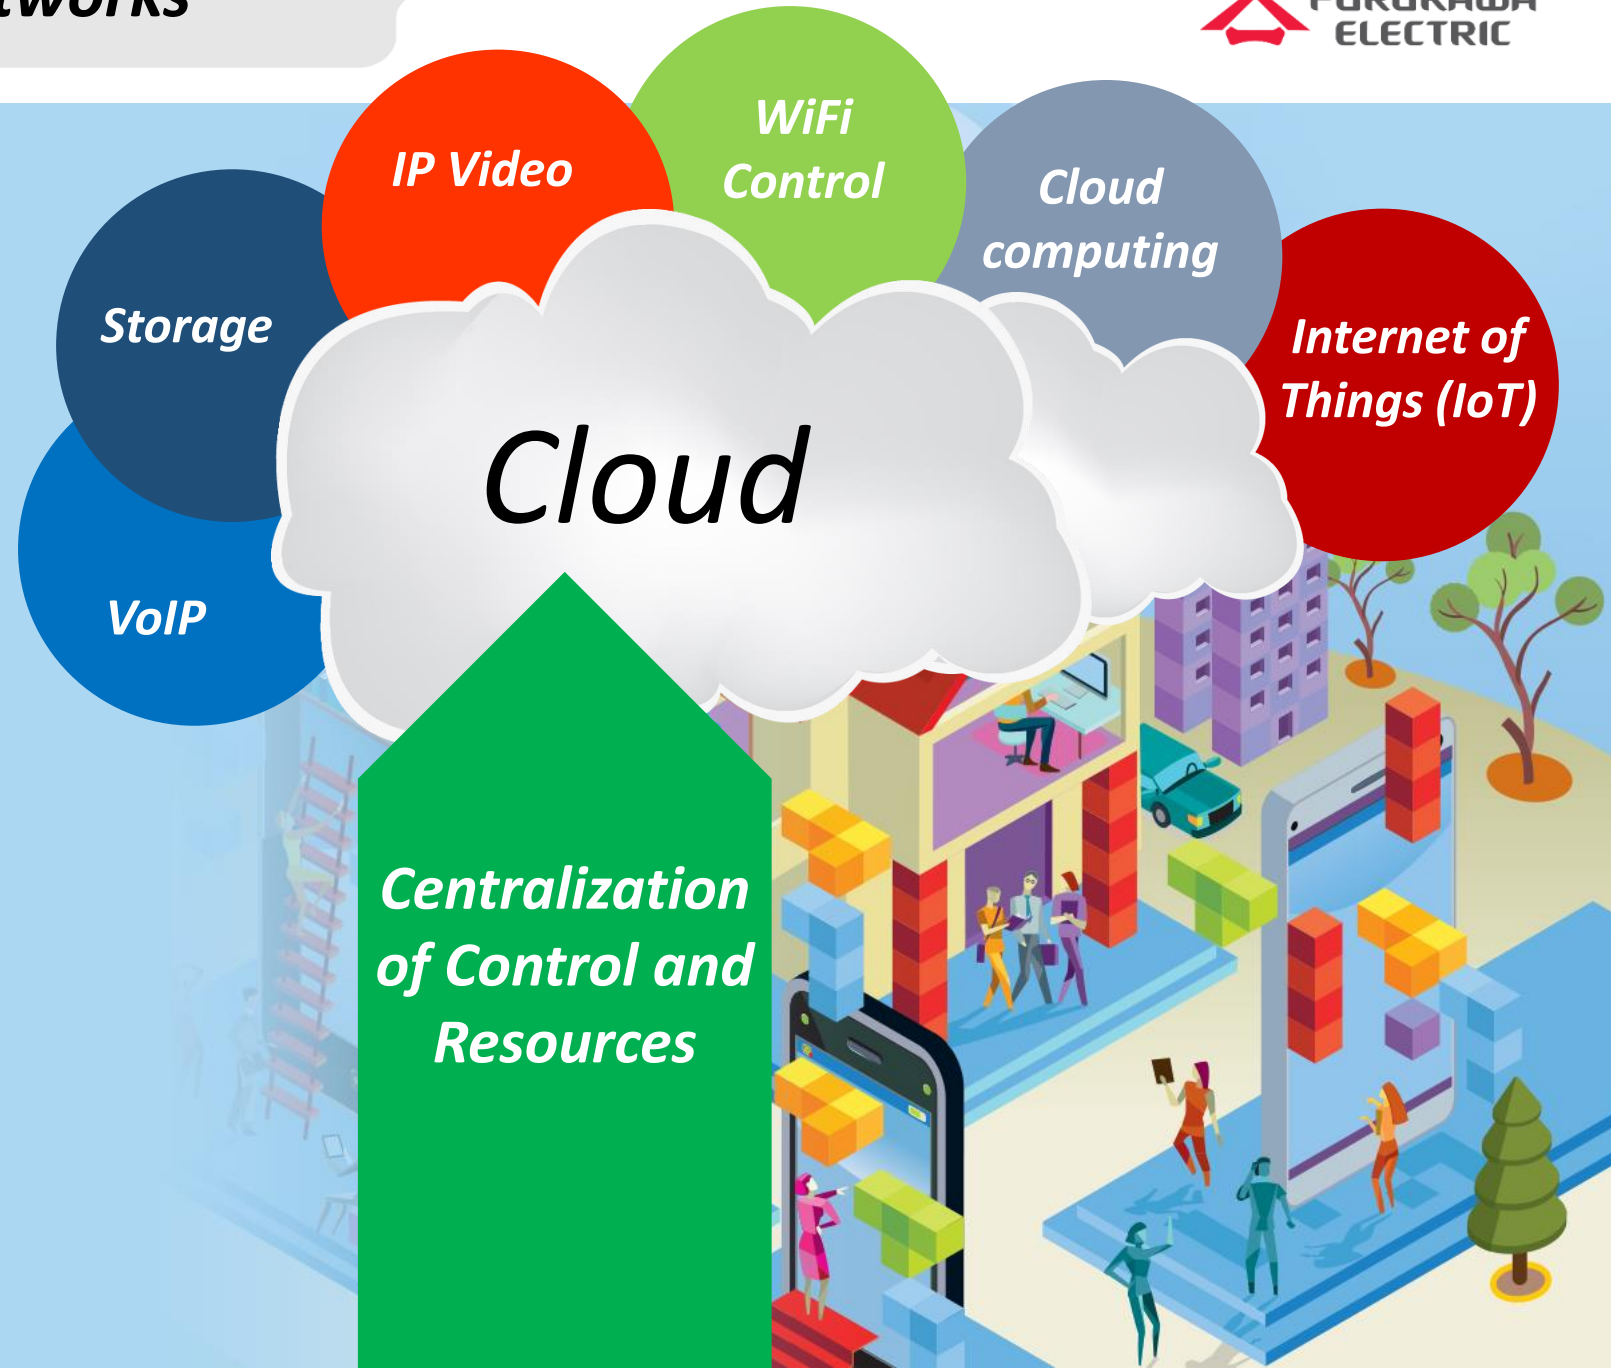 ELECTRIC
WiFi
Control
IP Video
Cloud
computing
Storage
Internet of
Things (IoT)
Cloud
VoIP
Centralization
of Control and
Resources